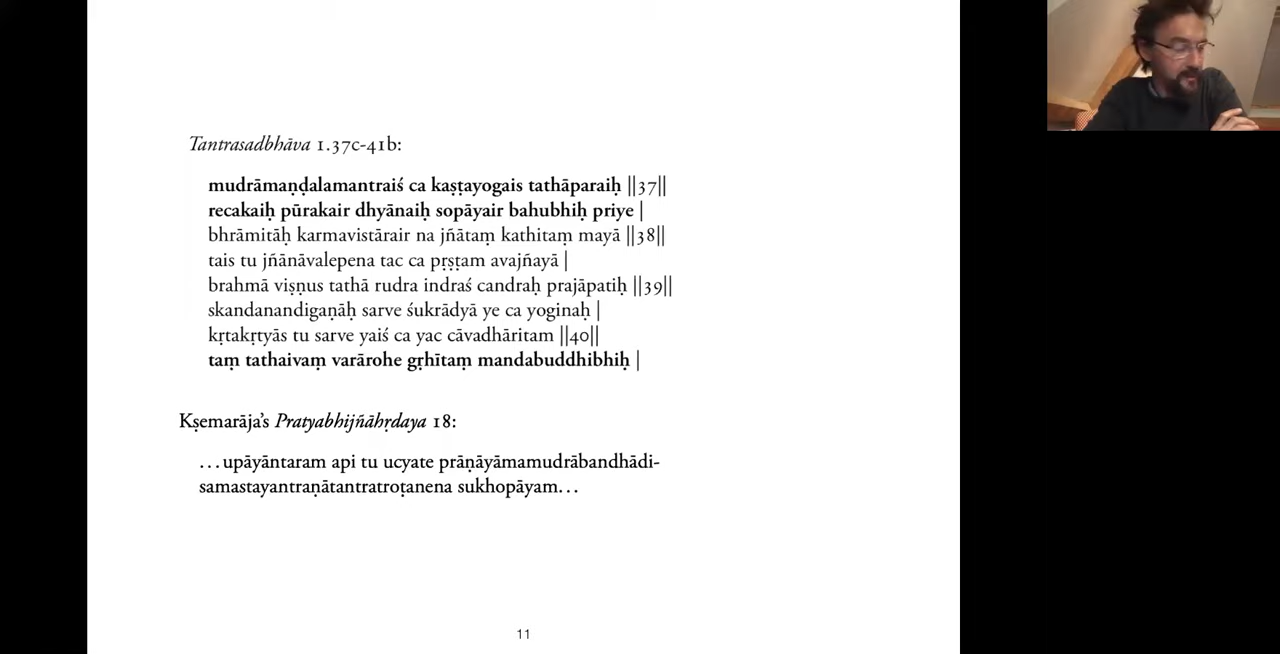 Tantrasadbhāva 1.37c-41b:
mudrāmaṇḍalamantraiś ca kaṣṭayogais tathāparaiḥ ||37||
recakaiḥ pūrakair dhyānaiḥ sopāyair bahubhiḥ priye |
bhrāmitāḥ karmavistārair na jñātaṃ kathitaṃ mayā ||38||
tais tu jñānāvalepena tac ca pṛṣṭam avajñayā |
brahmā viṣṇus tathā rudra indraś candraḥ prajāpatiḥ ||39||
skandanandigaṇāḥ sarve śukrādyā ye ca yoginaḥ |
kṛtakṛtyās tu sarve yaiś ca yac cāvadhāritam ||40||
taṃ tathaivaṃ varārohe gṛhītaṃ mandabuddhibhiḥ |
Kṣemarāja’s Pratyabhijñāhṛdaya 18:
…upāyāntaram api tu ucyate prāṇāyāmamudrābandhādi-
samastayantraṇātantratroṭanena sukhopāyam…
11